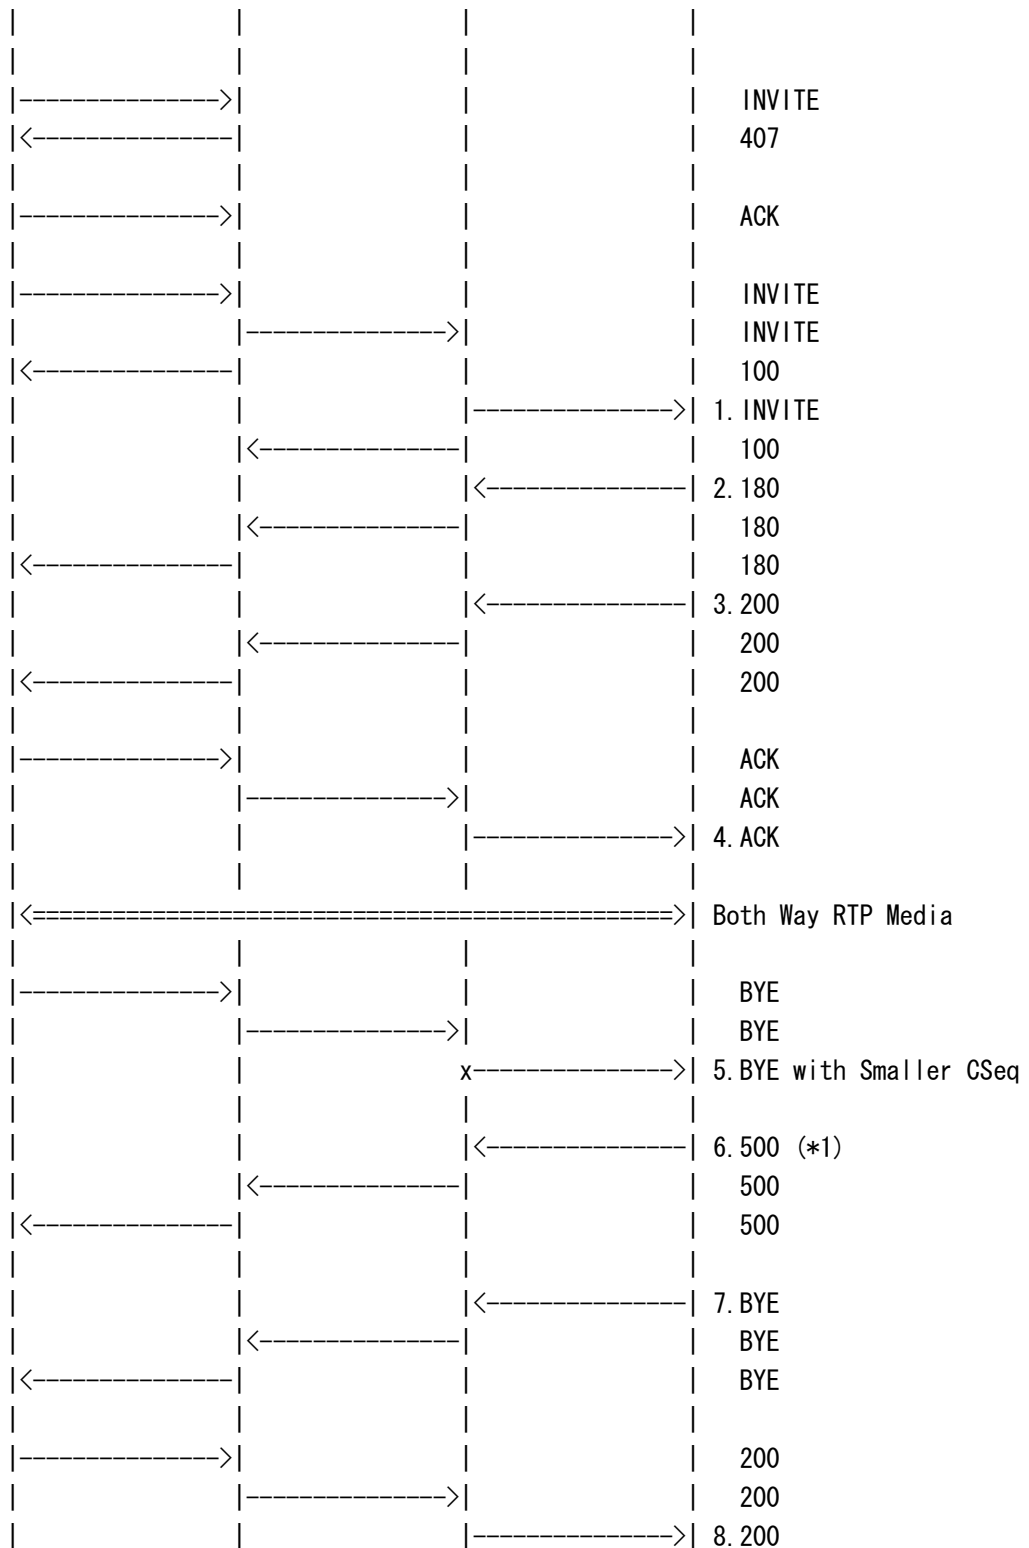 INVITE
407
ACK
INVITE
INVITE
100
1. INVITE
100
2. 180
180
180
3. 200
200
200
ACK
ACK
4. ACK
Both Way RTP Media
BYE
BYE
x 5. BYE with Smaller CSeq
6. 500 (*1)
500
500
7. BYE
BYE
BYE
200
200
8. 200